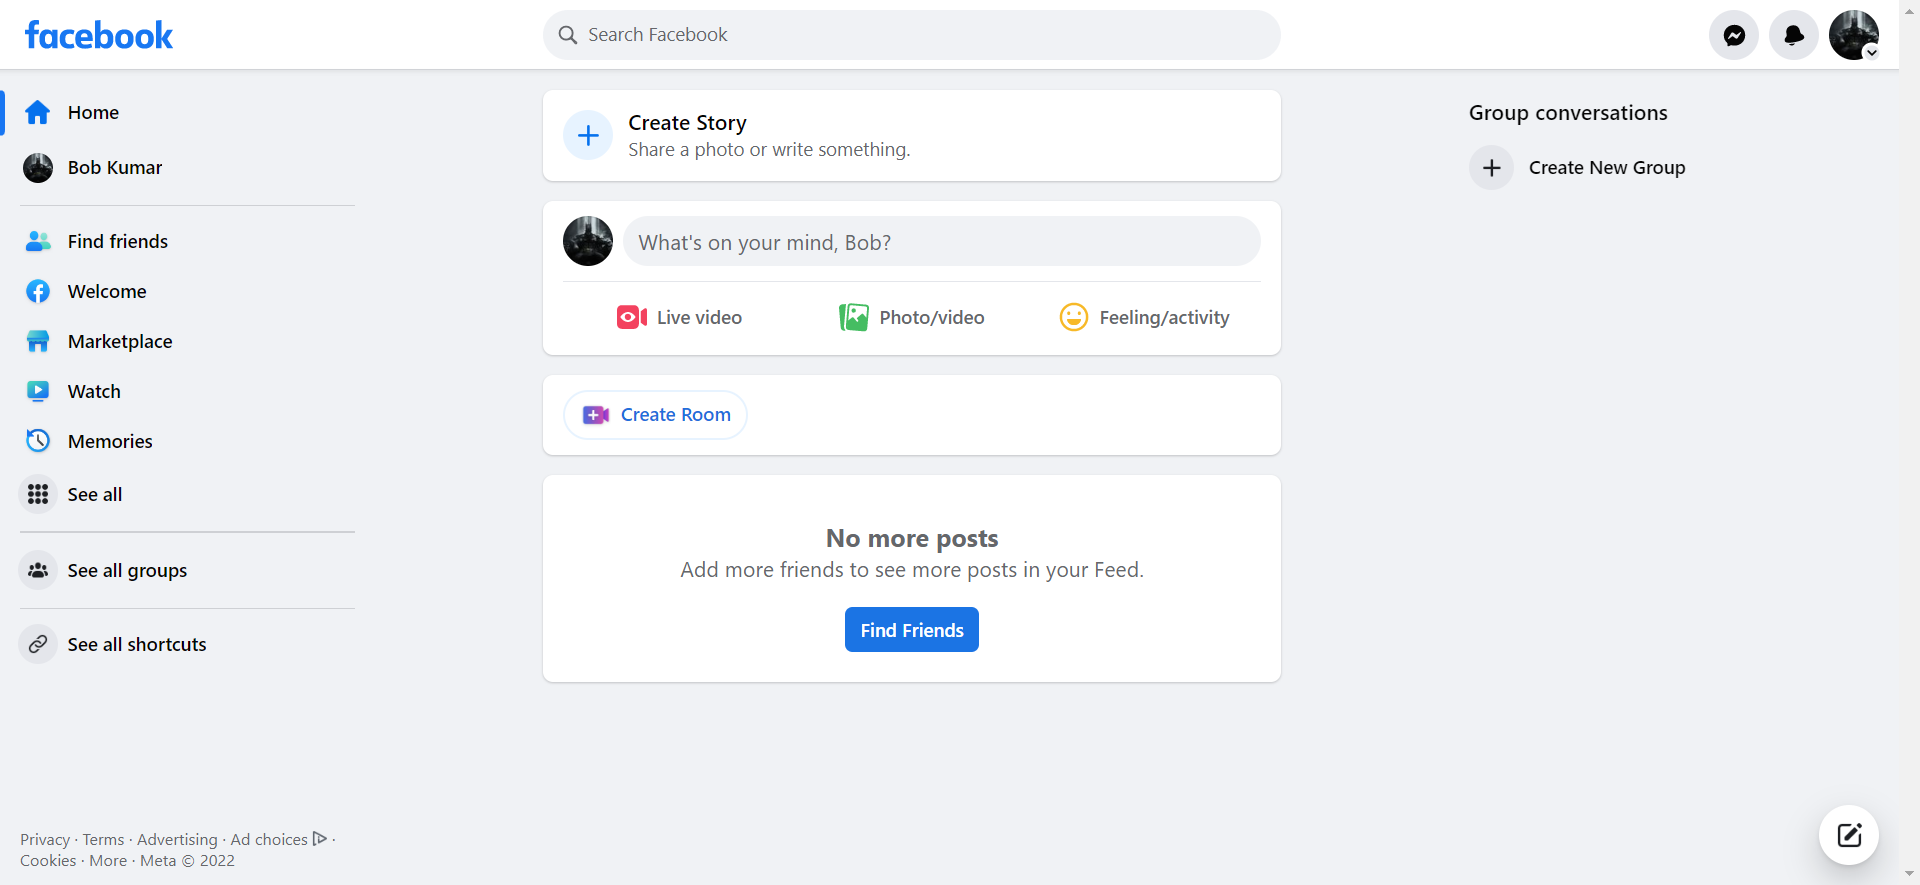 facebook
Search Facebook
Home
Bob Kumar
Find friends
Welcome
Marketplace
Watch
Memories
See all
See all groups
See all shortcuts
Privacy · Terms · Advertising · Ad choices ·
Cookies · More · Meta © 2022
Create Story
Share a photo or write something.
What's on your mind, Bob?
Live video
Photo/video
Feeling/activity
Create Room
No more posts
Add more friends to see more posts in your Feed.
Find Friends
Group conversations
Create New Group